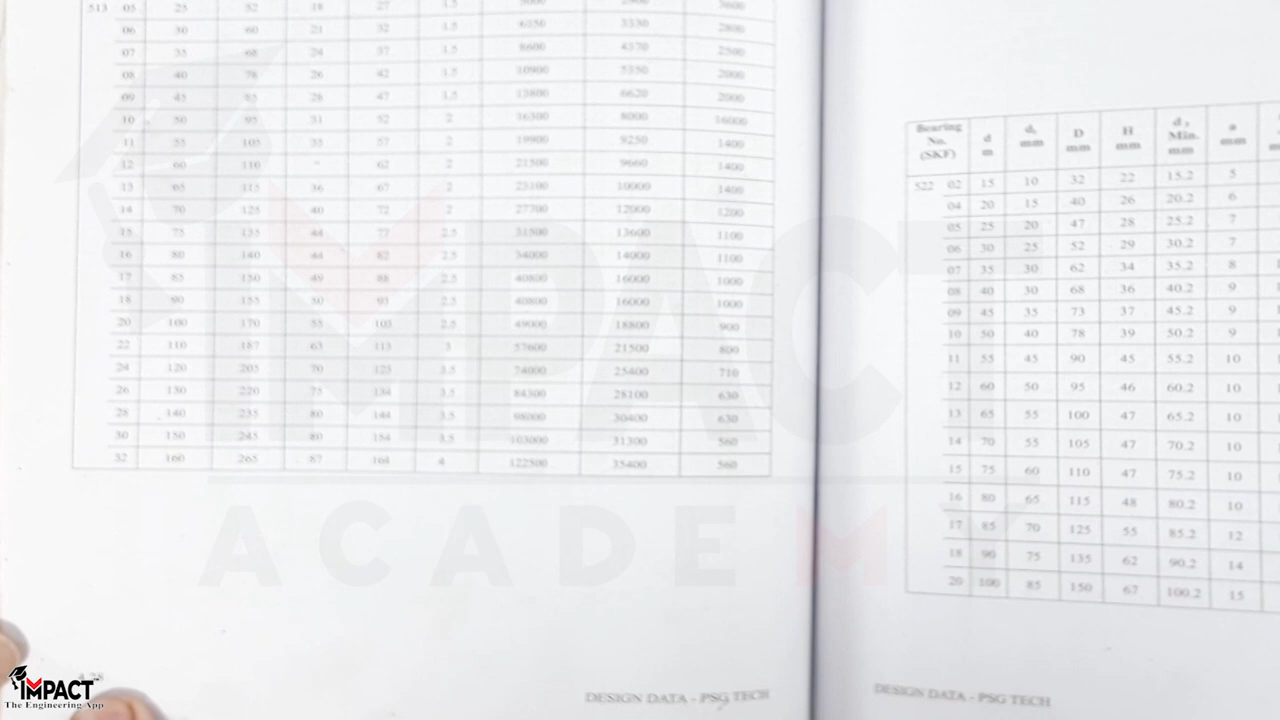 513 05 25 52 18 27 1.5
06 30 60 21 32 1.5 6550 3330 2800
07 35 68 24 37 1.5 8600 4370 2500
08 40 78 26 42 1.5 10900 5350 2000
09 45 85 28 47 1.5 13800 6620 2000
10 50 95 31 52 2 16300 8000 16000
11 55 105 35 57 2 19900 9250 1400
12 60 110 62 2 21500 9660 1400
13 65 115 36 67 2 23100 10000 1400
14 70 125 40 72 2 27700 12000 1200
15 75 135 44 77 2.5 31500 13600 1100
16 80 140 44 82 2.5 34000 14000 1100
17 85 150 49 88 2.5 40800 16000 1000
18 90 155 50 93 2.5 40800 16000 1000
20 100 170 55 103 2.5 49000 18800 900
22 110 187 63 113 3 57600 21500 800
24 120 205 70 123 3.5 74000 25400 710
26 130 220 75 134 3.5 84300 28100 630
28 140 235 80 144 3.5 98000 30400 630
30 150 245 80 154 3.5 103000 31300 560
32 160 265 87 164 4 122500 35400 560
DESIGN DATA - PSG TECH
Bearing No. (SKF) d m d, mm D mm H mm d, Min. mm a mm
522 02 15 10 32 22 15.2 5
04 20 15 40 26 20.2 6
05 25 20 47 28 25.2 7
06 30 25 52 29 30.2 7
07 35 30 62 34 35.2 8
08 40 30 68 36 40.2 9
09 45 35 73 37 45.2 9
10 50 40 78 39 50.2 9
11 55 45 90 45 55.2 10
12 60 50 95 46 60.2 10
13 65 55 100 47 65.2 10
14 70 55 105 47 70.2 10
15 75 60 110 47 75.2 10
16 80 65 115 48 80.2 10
17 85 70 125 55 85.2 12
18 90 75 135 62 90.2 14
20 100 85 150 67 100.2 15
DESIGN DATA - PSG TECH
IMPACT
ACADEMY
IMPACT
The Engineering App